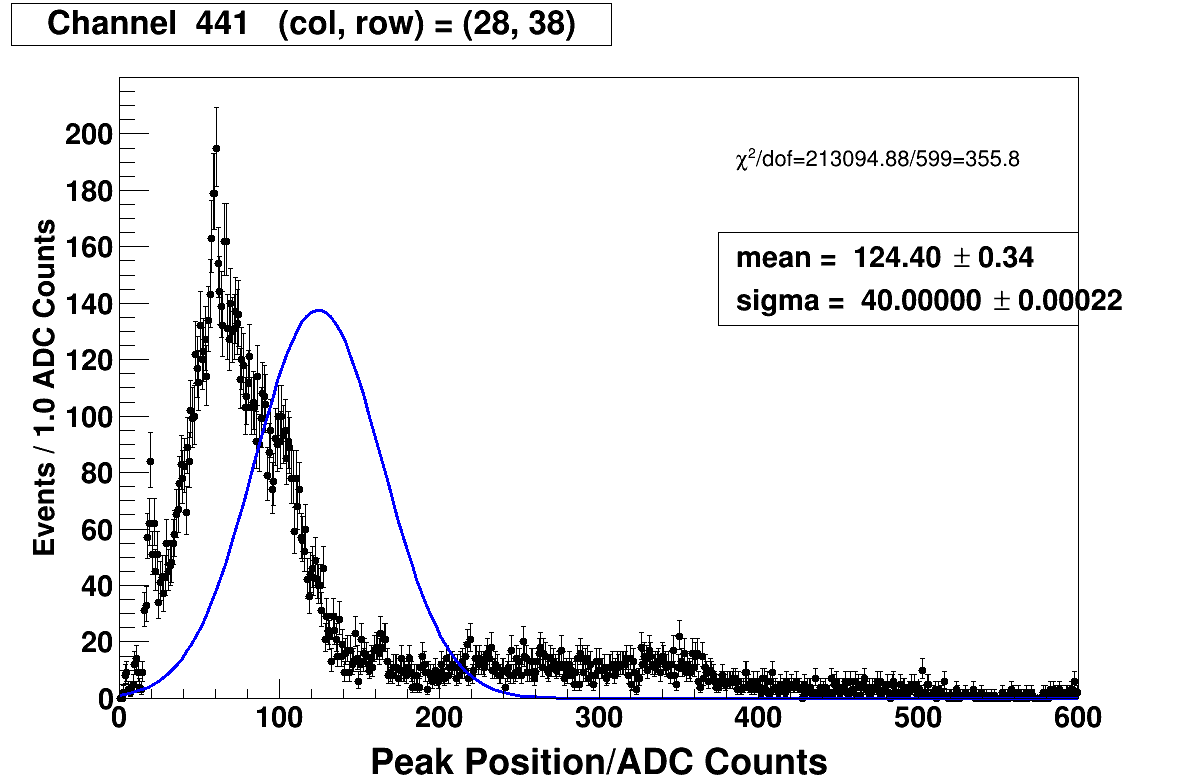 Channel 441 (col, row) = (28, 38)
χ²/dof=213094.88/599=355.8
mean = 124.40 ± 0.34
sigma = 40.00000 ± 0.00022
Events / 1.0 ADC Counts
200
180
160
140
120
100
80
60
40
20
0
0 100 200 300 400 500 600
Peak Position/ADC Counts